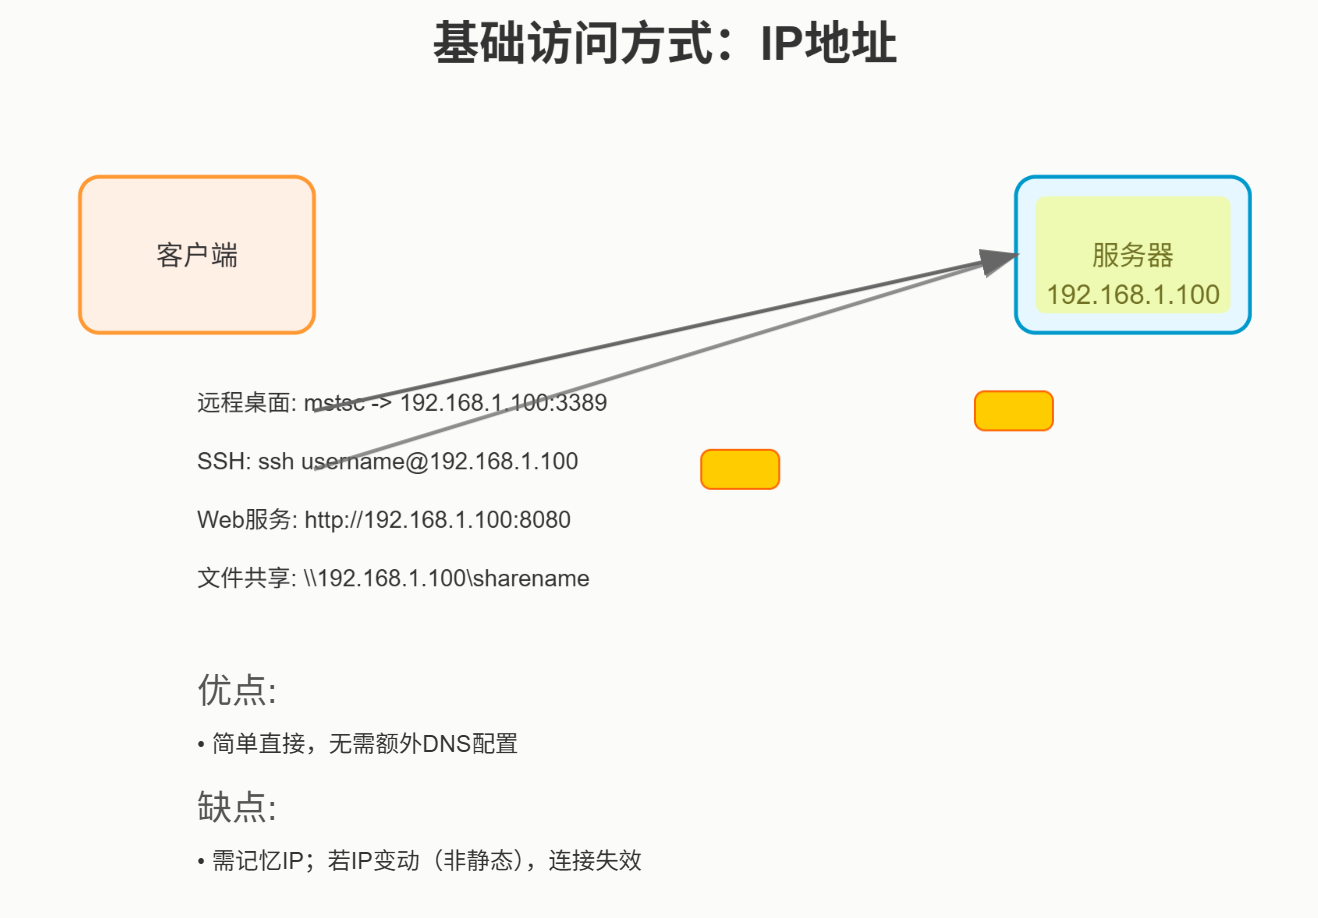 基础访问方式：IP地址
客户端
服务器
192.168.1.100
远程桌面: mstsc -> 192.168.1.100:3389
SSH: ssh username@192.168.1.100
Web服务: http://192.168.1.100:8080
文件共享: \\192.168.1.100\sharename
优点:
• 简单直接，无需额外DNS配置
缺点:
• 需记忆IP；若IP变动（非静态），连接失效